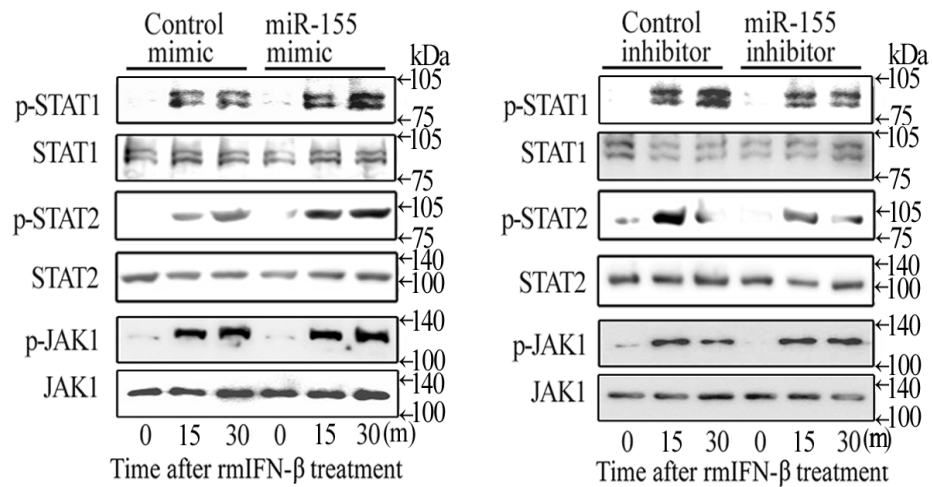 Control mimic
miR-155 mimic
kDa
p-STAT1
←105
←75
STAT1
←105
←75
p-STAT2
←105
←75
STAT2
←140
←100
p-JAK1
←140
←100
JAK1
←140
←100
0 15 30 0 15 30(m)
Time after rmIFN-β treatment
Control inhibitor
miR-155 inhibitor
kDa
p-STAT1
←105
←75
STAT1
←105
←75
p-STAT2
←105
←75
STAT2
←140
←100
p-JAK1
←140
←100
JAK1
←140
←100
0 15 30 0 15 30(m)
Time after rmIFN-β treatment